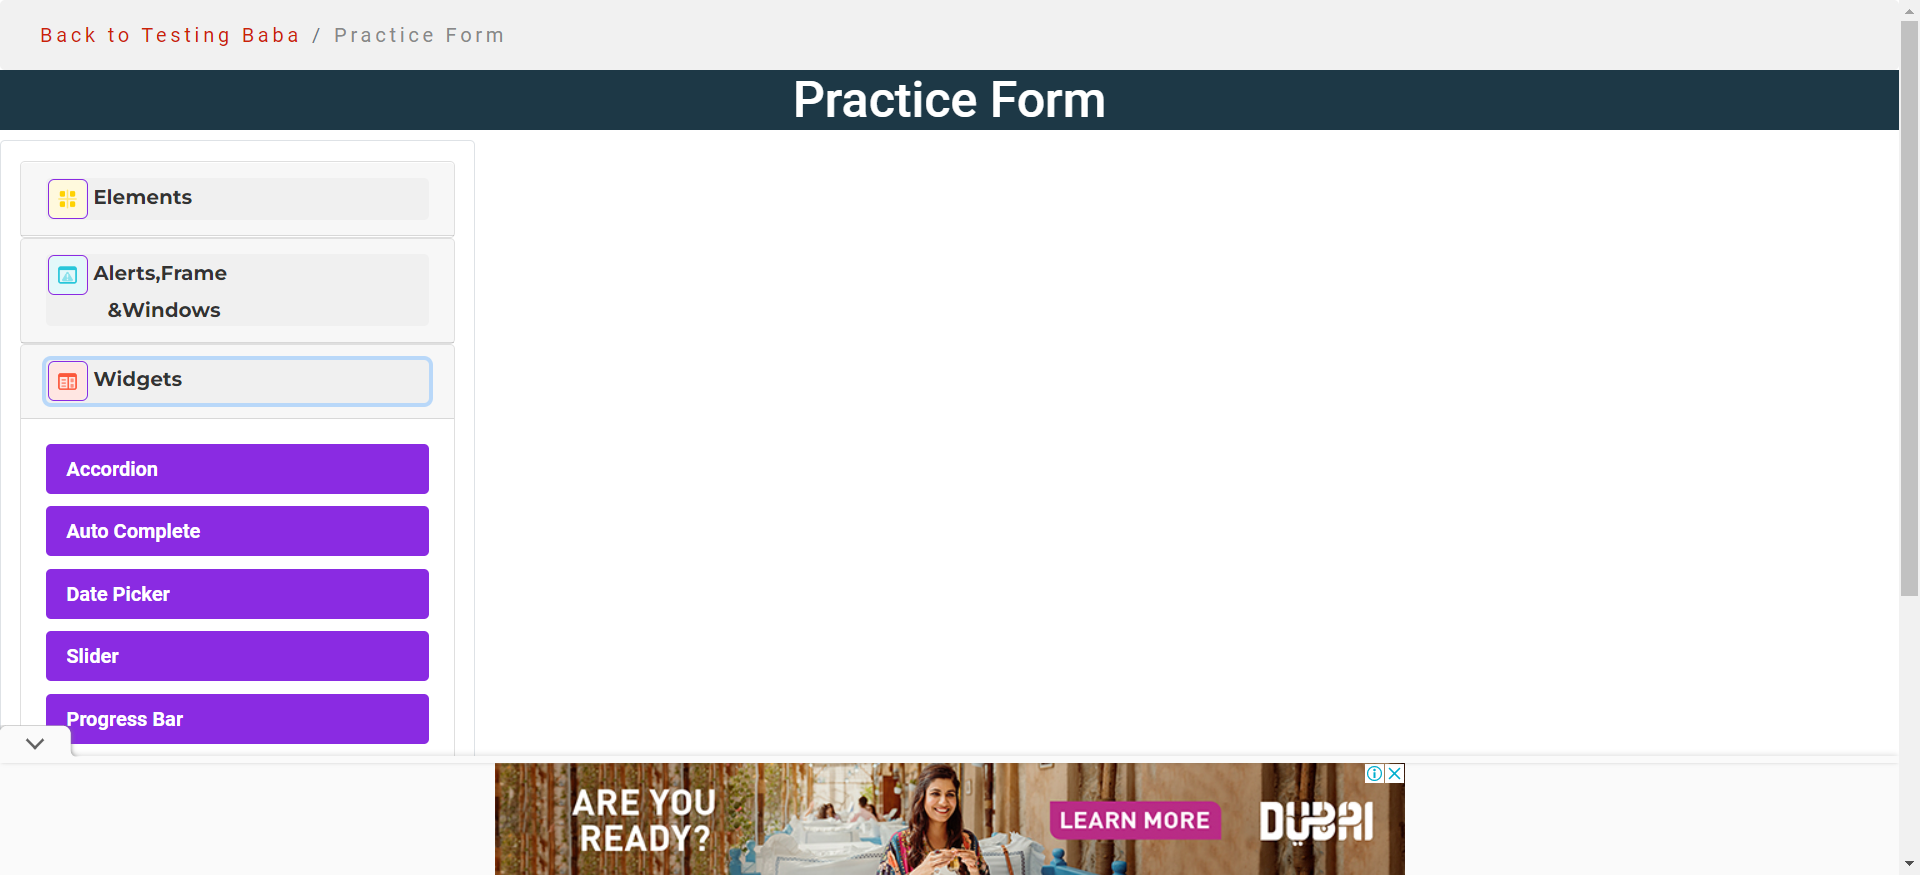 Back to Testing Baba / Practice Form
Practice Form
Elements
Alerts,Frame
&Windows
Widgets
Accordion
Auto Complete
Date Picker
Slider
Progress Bar
ARE YOU
READY?
LEARN MORE
DUBAI